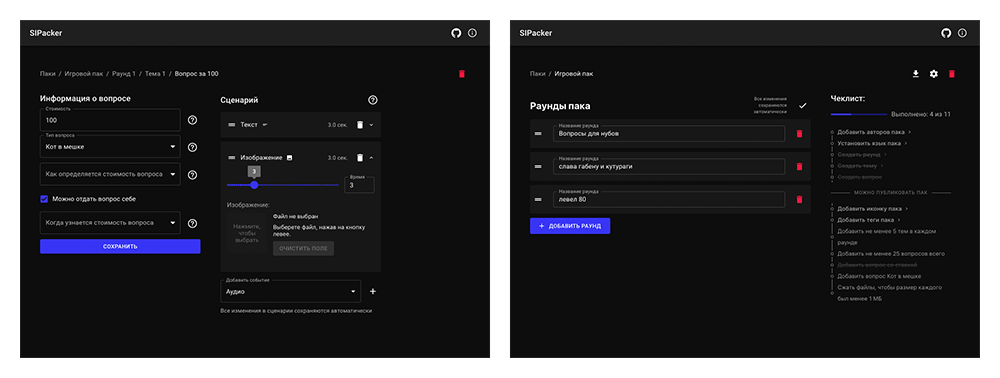 SIPacker
Паки / Игровой пак / Раунд 1 / Тема 1 / Вопрос за 100
Информация о вопросе
Стоимость
100
Тип вопроса
Кот в мешке
Как определяется стоимость вопроса
Можно отдать вопрос себе
Когда узнается стоимость вопроса
СОХРАНИТЬ
Сценарий
Текст
3.0 сек.
Изображение
3.0 сек.
3
Время
3
Изображение:
Нажмите,
чтобы
выбрать
Файл не выбран
Выберете файл, нажав на кнопку
левее.
ОЧИСТИТЬ ПОЛЕ
Добавить событие
Аудио
Все изменения в сценарии сохраняются автоматически
SIPacker
Паки / Игровой пак
Раунды пака
Все изменения
сохраняются
автоматически
Название раунда
Вопросы для нубов
Название раунда
слава габену и кутураги
Название раунда
левел 80
+ ДОБАВИТЬ РАУНД
Чеклист:
Выполнено: 4 из 11
Добавить авторов пака
Установить язык пака
Создать раунд
Создать тему
Создать вопрос
МОЖНО ПУБЛИКОВАТЬ ПАК
Добавить иконку пака
Добавить теги пака
Добавить не менее 5 тем в каждом
раунде
Добавить не менее 25 вопросов всего
Добавить вопрос со ставкой
Добавить вопрос Кот в мешке
Сжать файлы, чтобы размер каждого
был менее 1 МБ